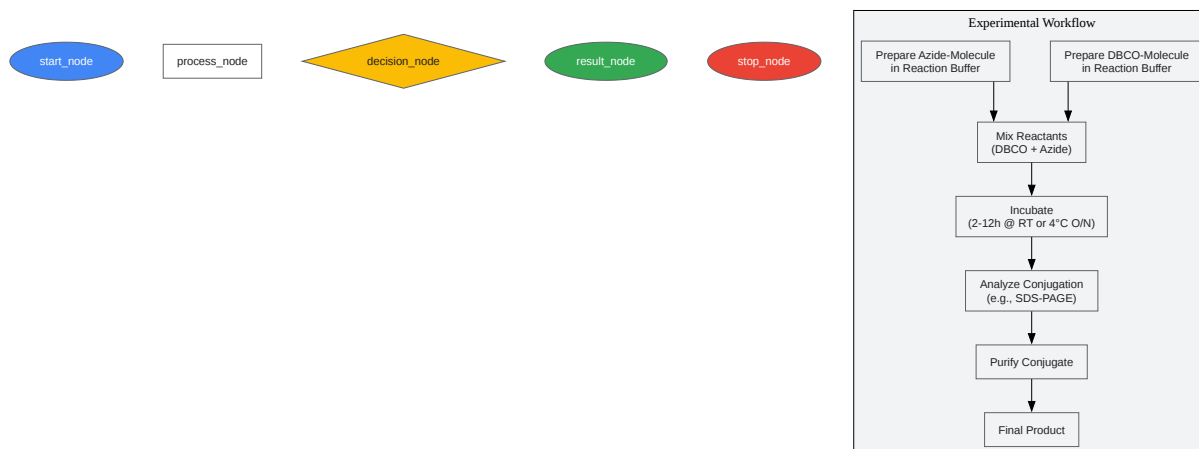 start_node
process_node
decision_node
result_node
stop_node
Experimental Workflow
Prepare Azide-Molecule
in Reaction Buffer
Prepare DBCO-Molecule
in Reaction Buffer
Mix Reactants
(DBCO + Azide)
Incubate
(2-12h @ RT or 4°C O/N)
Analyze Conjugation
(e.g., SDS-PAGE)
Purify Conjugate
Final Product